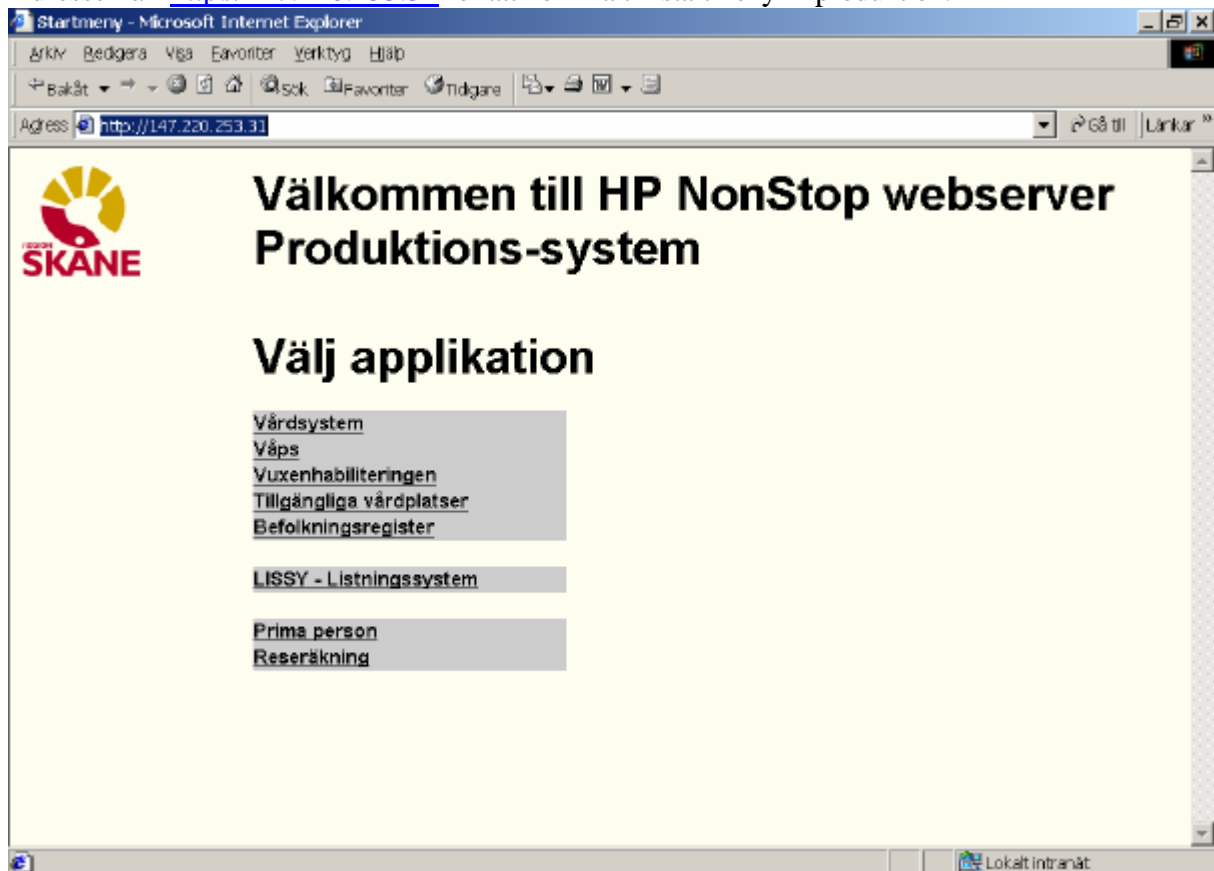 Startmeny - Microsoft Internet Explorer
Arkiv Redigera Visa Favoriter Verktyg Hjälp
Bakåt Sök Favoriter Tidigare
Adress http://147.220.253.31 Gå till Länkar »
REGION
SKÅNE
Välkommen till HP NonStop webserver
Produktions-system
Välj applikation
Vårdsystem
Våps
Vuxenhabiliteringen
Tillgängliga vårdplatser
Befolkningsregister
LISSY - Listningssystem
Prima person
Reseräkning
Lokalt intranät